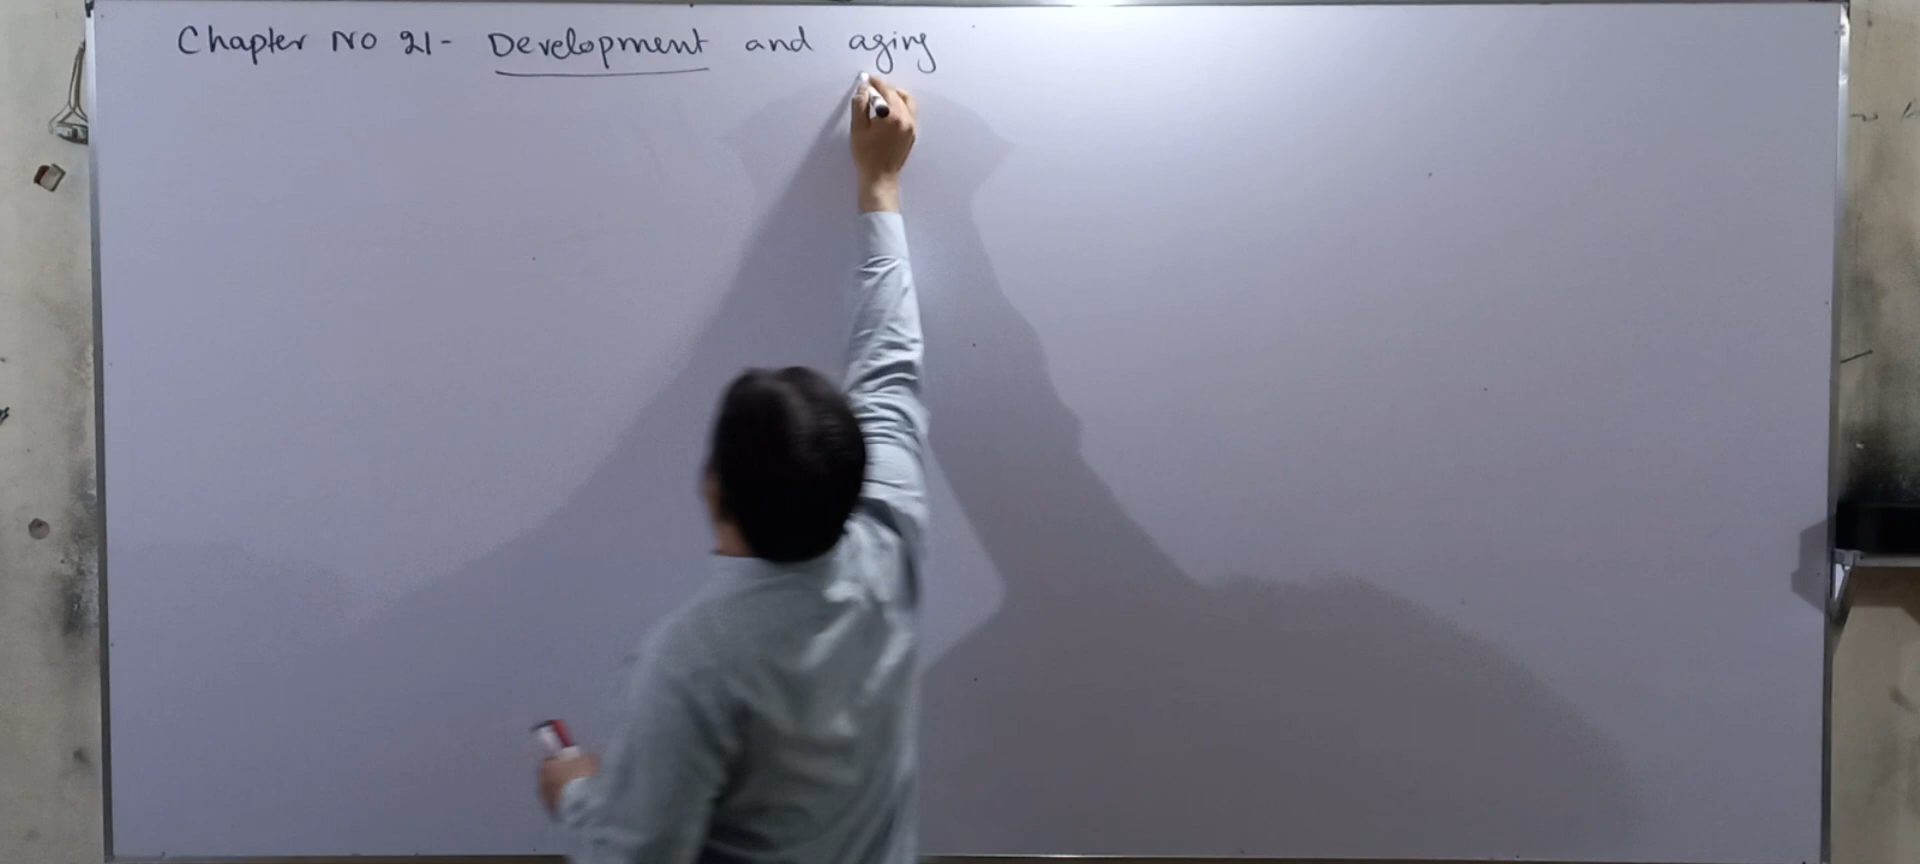 Chapter No 21- Development and aging